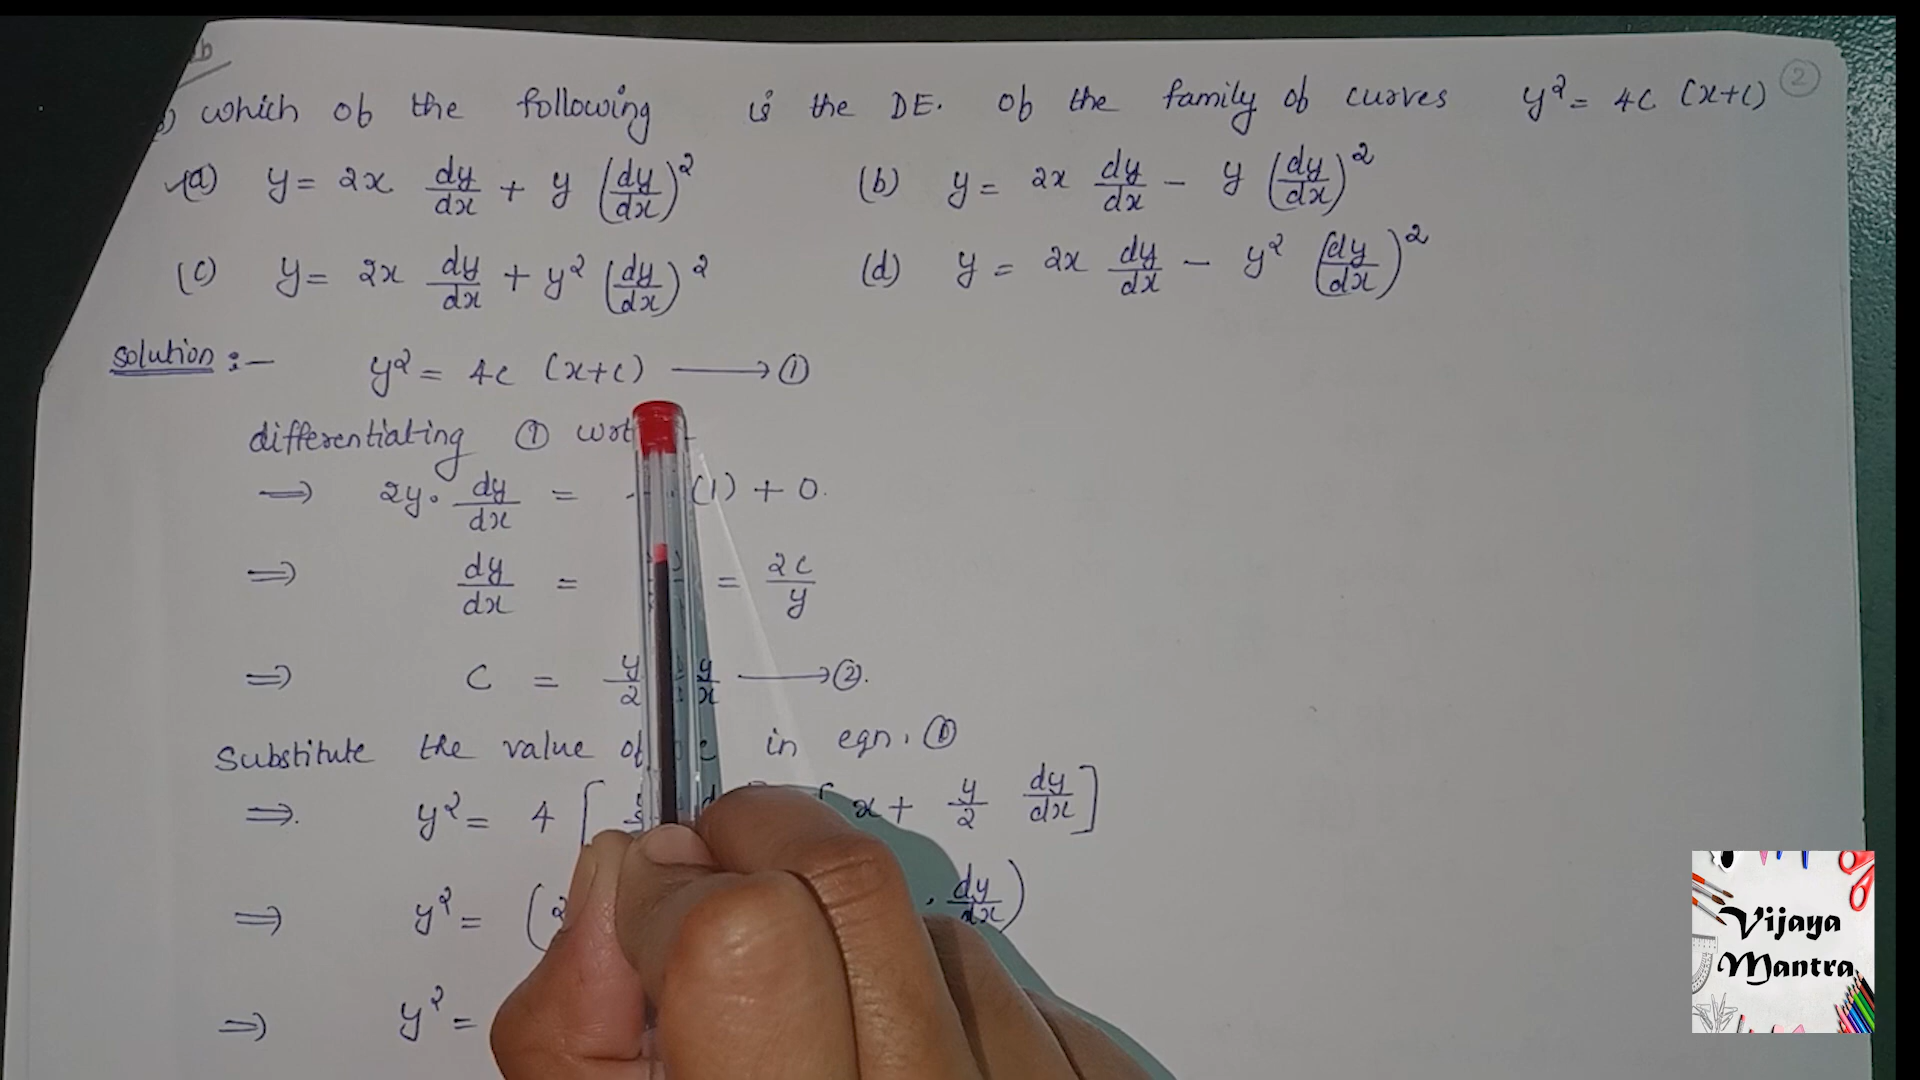 which of the following is the DE. of the family of curves y² = 4c (x+c) ②
(a) y = 2x dy/dx + y (dy/dx)² (b) y = 2x dy/dx − y (dy/dx)²
(c) y = 2x dy/dx + y² (dy/dx)² (d) y = 2x dy/dx − y² (dy/dx)²
solution :− y² = 4c (x+c) ⟶ ①
differentiating ① wrt
⇒ 2y· dy/dx = (1) + 0.
⇒ dy/dx = = 2c/y
⇒ c = y/2 ⟶ ②.
Substitute the value of in eqn. ①
⇒. y² = 4 [ x + y/2 dy/dx ]
⇒ y² = (2 · dy/dx)
⇒ y² =
Vijaya
Mantra